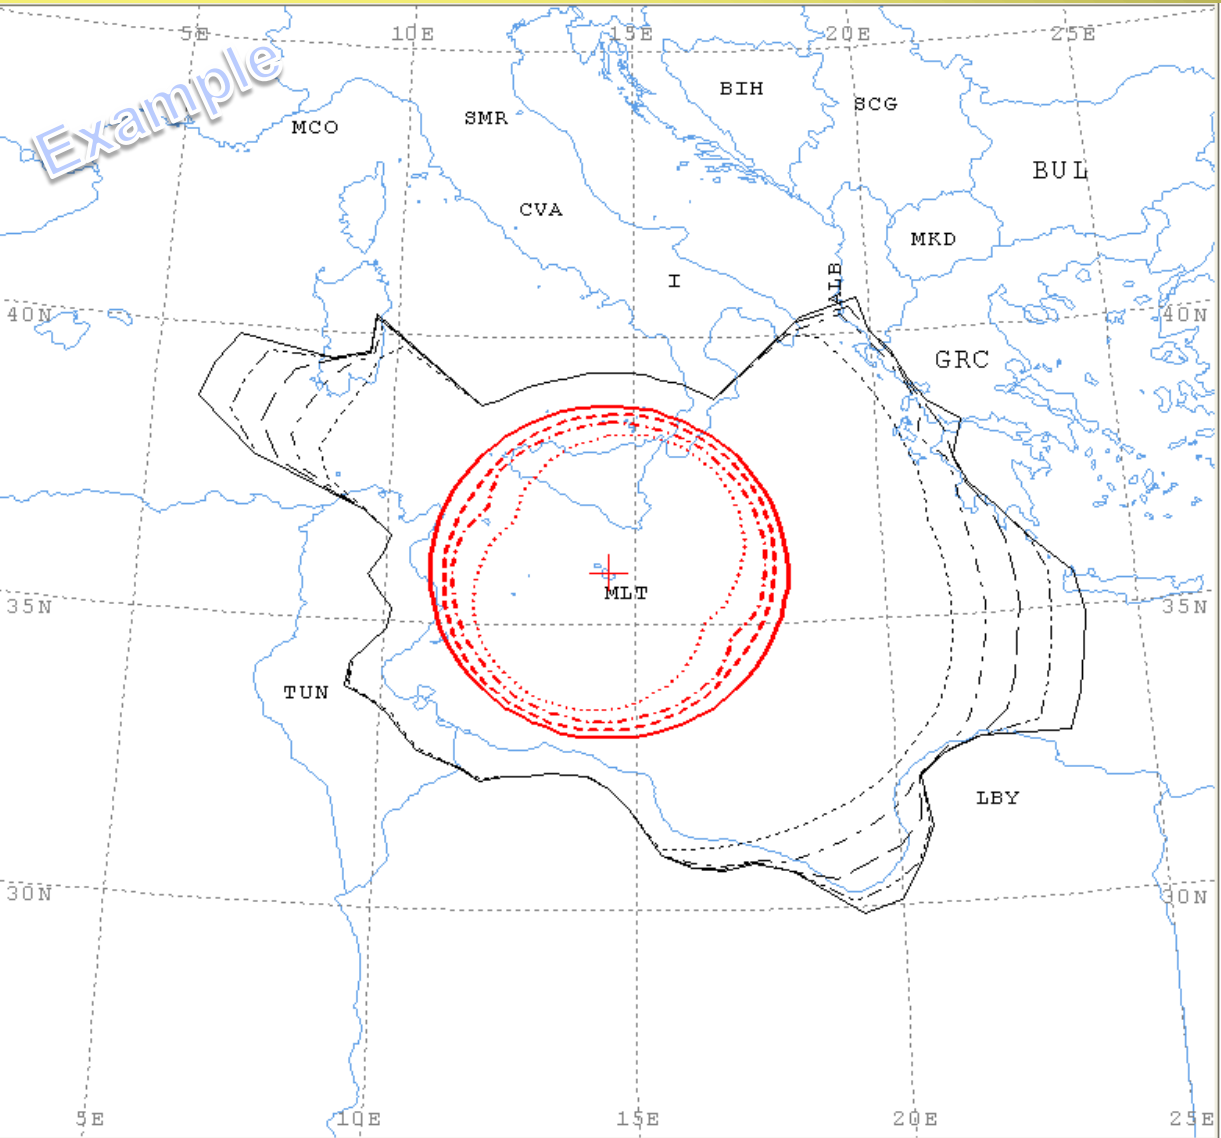 5E 10E 15E 20E 25E
Example
BIH
SCG
SMR
MCO
BUL
CVA
MKD
I
ALB
40N 40N
GRC
MLT
35N 35N
TUN
LBY
30N 30N
5E 10E 15E 20E 25E